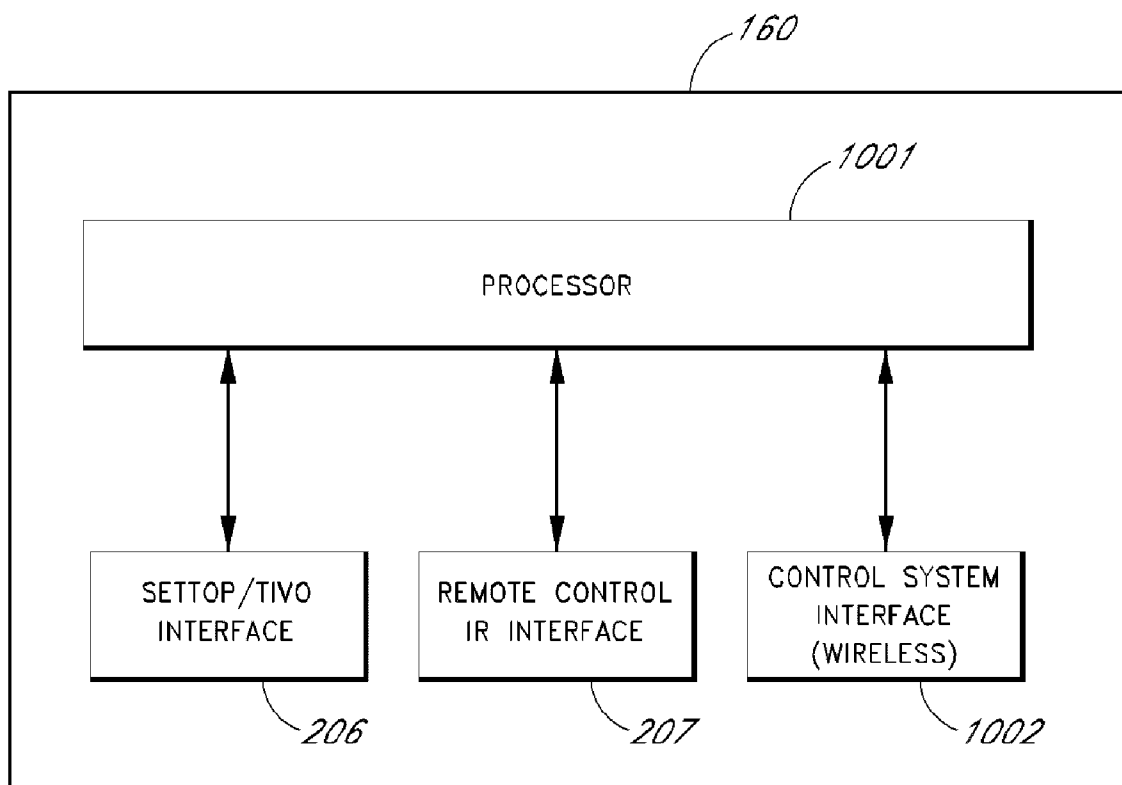 160
1001
PROCESSOR
SETTOP/TIVO
INTERFACE
REMOTE CONTROL
IR INTERFACE
CONTROL SYSTEM
INTERFACE
(WIRELESS)
206
207
1002